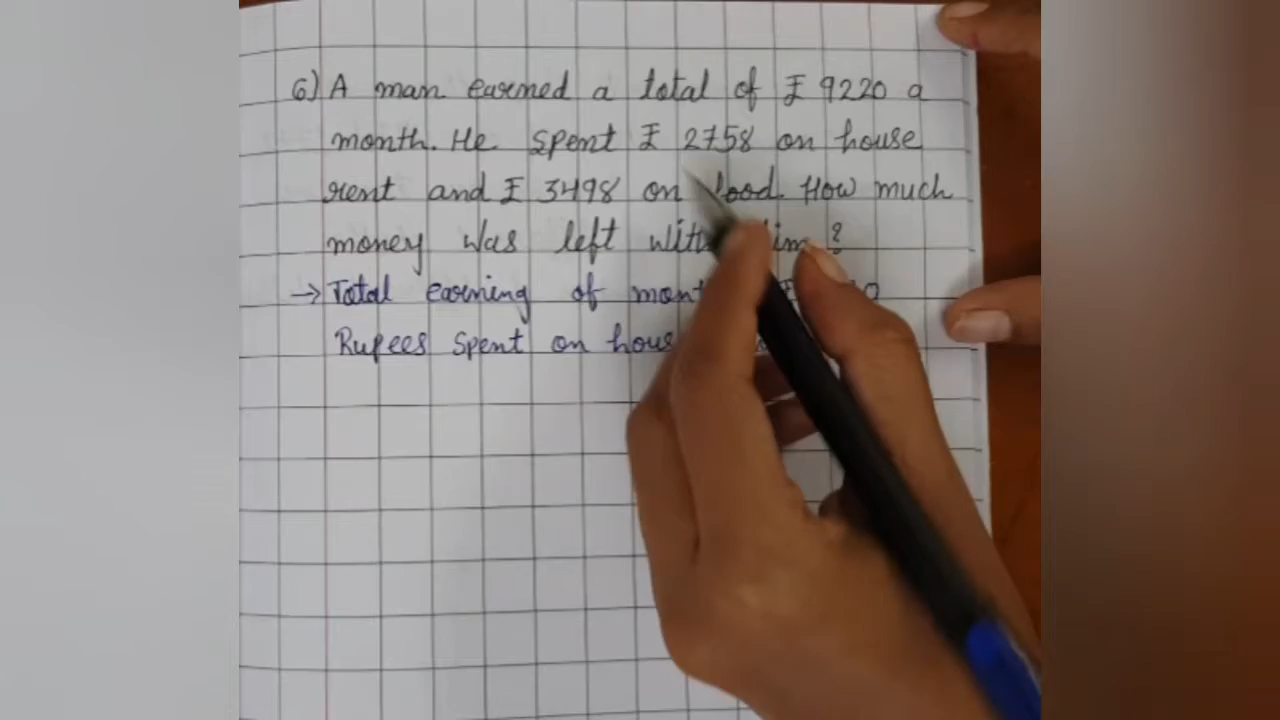 6) A man earned a total of ₹ 9220 a
month. He spent ₹ 2758 on house
rent and ₹ 3498 on food. How much
money was left with him ?
→ Total earning of
Rupees Spent on